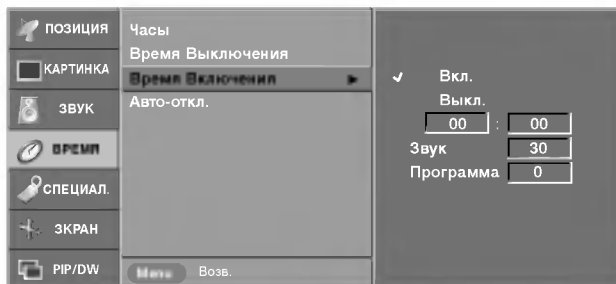 ПОЗИЦИЯ
КАРТИНКА
ЗВУК
ВРЕМЯ
СПЕЦИАЛ.
ЗКРАН
PIP/DW
Часы
Время Выключения
Время Включения
Авто-откл.
Menu Возв.
Вкл.
Выкл.
00 : 00
Звук 30
Программа 0